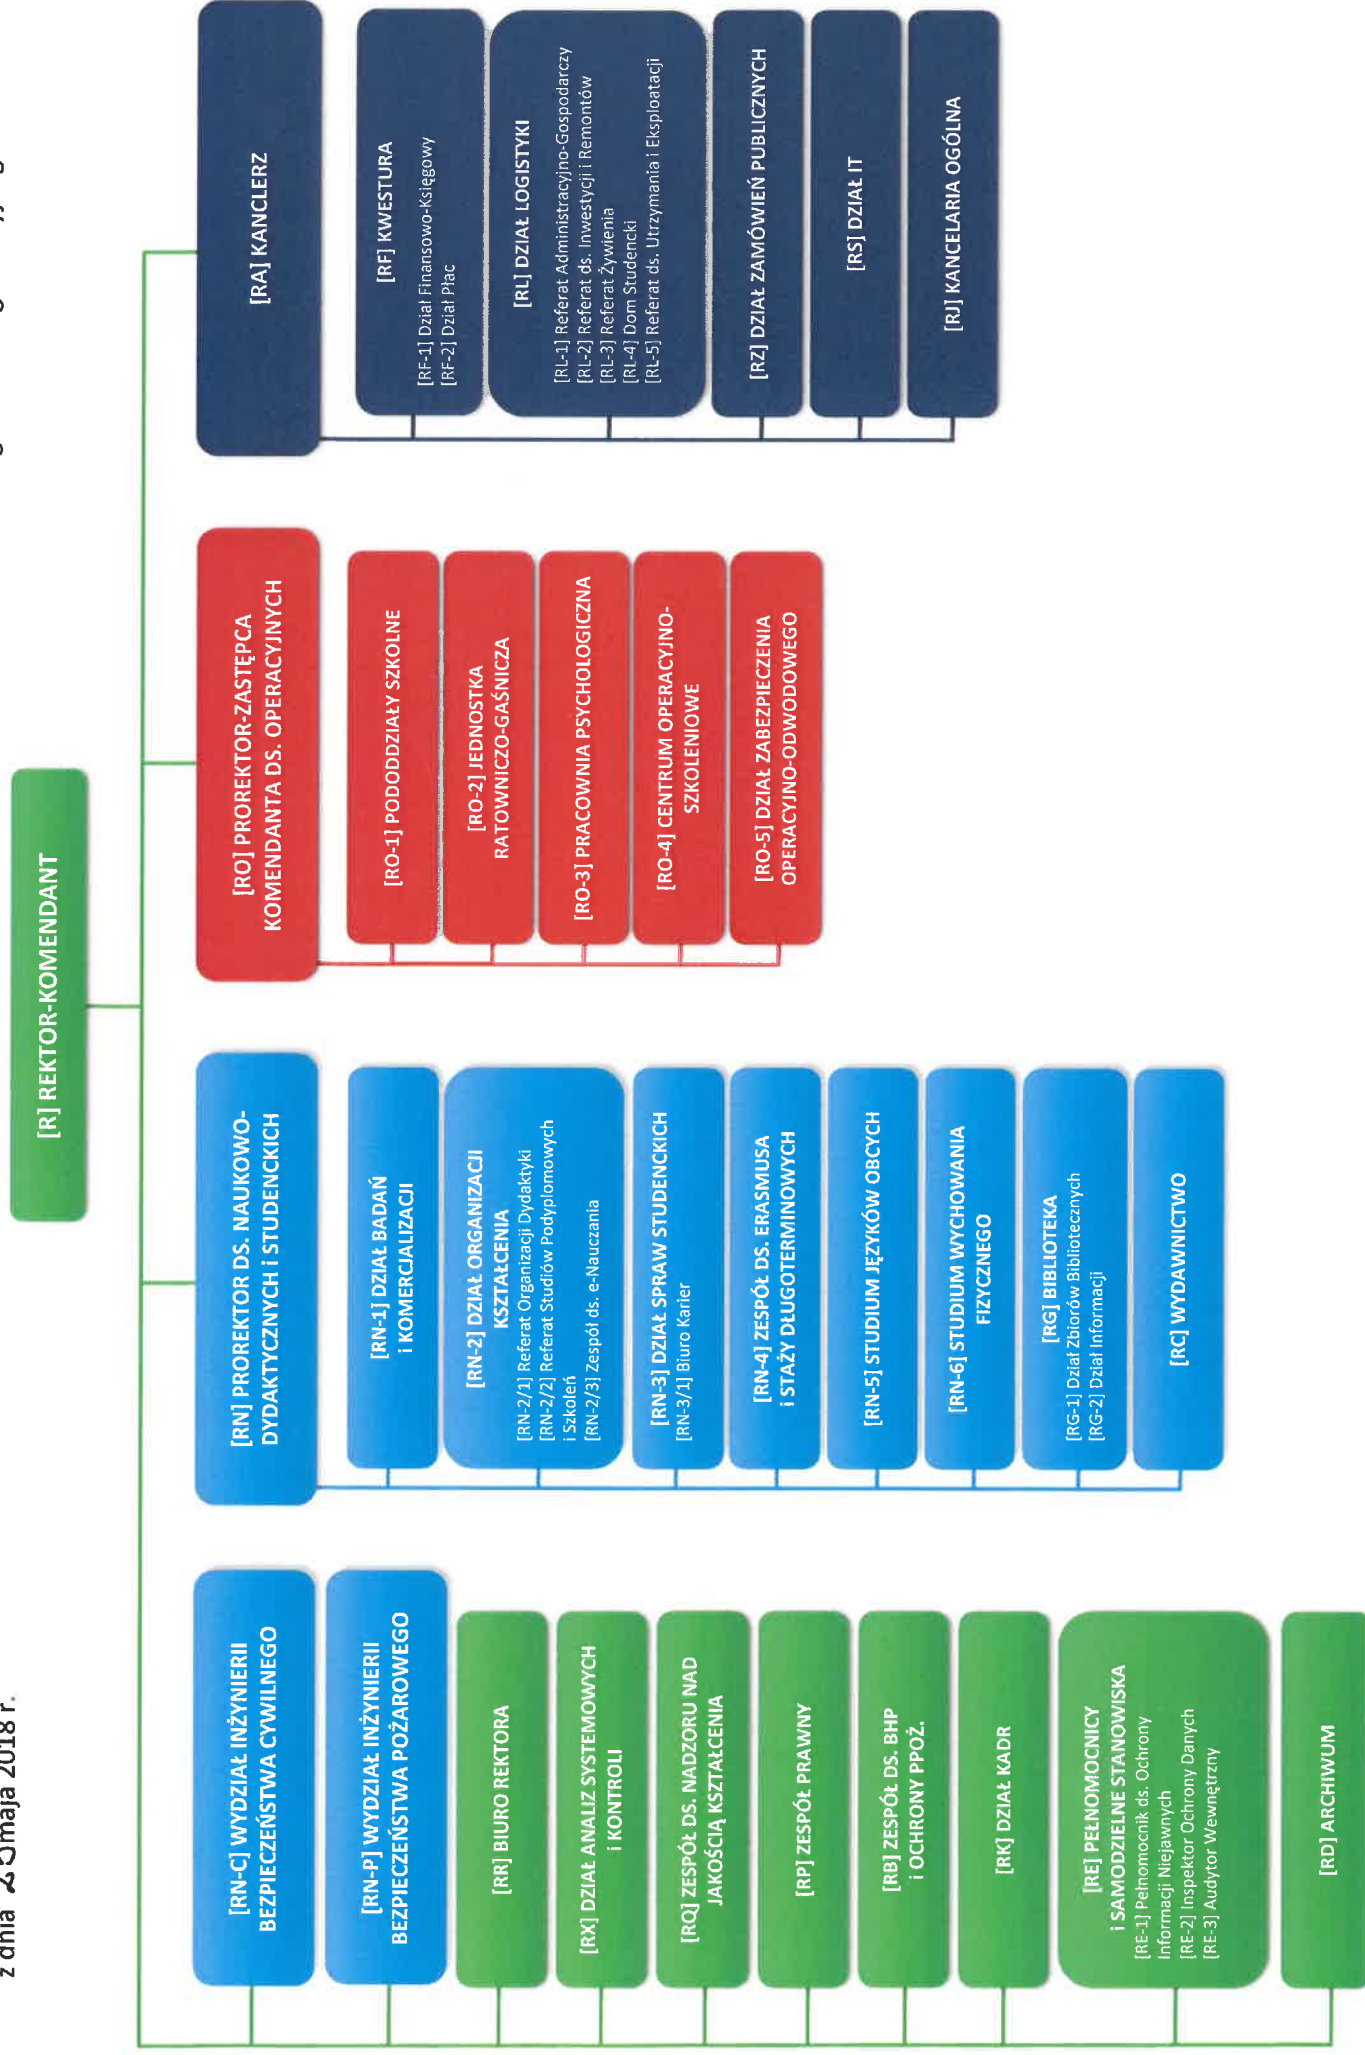 z dnia 25 maja 2018 r.
[R] REKTOR-KOMENDANT
[RN-C] WYDZIAŁ INŻYNIERII
BEZPIECZEŃSTWA CYWILNEGO
[RN-P] WYDZIAŁ INŻYNIERII
BEZPIECZEŃSTWA POŻAROWEGO
[RR] BIURO REKTORA
[RX] DZIAŁ ANALIZ SYSTEMOWYCH
i KONTROLI
[RQ] ZESPÓŁ DS. NADZORU NAD
JAKOŚCIĄ KSZTAŁCENIA
[RP] ZESPÓŁ PRAWNY
[RB] ZESPÓŁ DS. BHP
i OCHRONY PPOŻ.
[RK] DZIAŁ KADR
[RE] PEŁNOMOCNICY
i SAMODZIELNE STANOWISKA
[RE-1] Pełnomocnik ds. Ochrony
Informacji Niejawnych
[RE-2] Inspektor Ochrony Danych
[RE-3] Audytor Wewnętrzny
[RD] ARCHIWUM
[RN] PROREKTOR DS. NAUKOWO-
DYDAKTYCZNYCH i STUDENCKICH
[RN-1] DZIAŁ BADAŃ
i KOMERCJALIZACJI
[RN-2] DZIAŁ ORGANIZACJI
KSZTAŁCENIA
[RN-2/1] Referat Organizacji Dydaktyki
[RN-2/2] Referat Studiów Podyplomowych
i Szkoleń
[RN-2/3] Zespół ds. e-Nauczania
[RN-3] DZIAŁ SPRAW STUDENCKICH
[RN-3/1] Biuro Karier
[RN-4] ZESPÓŁ DS. ERASMUSA
i STAŻY DŁUGOTERMINOWYCH
[RN-5] STUDIUM JĘZYKÓW OBCYCH
[RN-6] STUDIUM WYCHOWANIA
FIZYCZNEGO
[RG] BIBLIOTEKA
[RG-1] Dział Zbiorów Bibliotecznych
[RG-2] Dział Informacji
[RC] WYDAWNICTWO
[RO] PROREKTOR-ZASTĘPCA
KOMENDANTA DS. OPERACYJNYCH
[RO-1] PODODDZIAŁY SZKOLNE
[RO-2] JEDNOSTKA
RATOWNICZO-GAŚNICZA
[RO-3] PRACOWNIA PSYCHOLOGICZNA
[RO-4] CENTRUM OPERACYJNO-
SZKOLENIOWE
[RO-5] DZIAŁ ZABEZPIECZENIA
OPERACYJNO-ODWODOWEGO
[RA] KANCLERZ
[RF] KWESTURA
[RF-1] Dział Finansowo-Księgowy
[RF-2] Dział Płac
[RL] DZIAŁ LOGISTYKI
[RL-1] Referat Administracyjno-Gospodarczy
[RL-2] Referat ds. Inwestycji i Remontów
[RL-3] Referat Żywienia
[RL-4] Dom Studencki
[RL-5] Referat ds. Utrzymania i Eksploatacji
[RZ] DZIAŁ ZAMÓWIEŃ PUBLICZNYCH
[RS] DZIAŁ IT
[RJ] KANCELARIA OGÓLNA